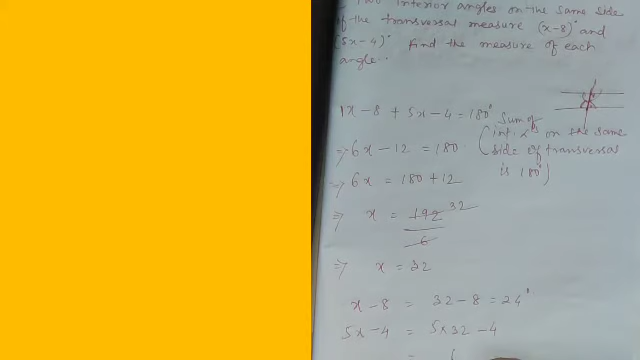 Two interior angles on the same side
of the transversal measure (x-8)° and
(5x-4)° Find the measure of each
angle..
1x-8 + 5x-4 = 180°
(Sum of
int. ∠s on the same
side of transversal
is 180°)
⇒ 6x-12 = 180
⇒ 6x = 180+12
⇒ x = 192 32
6
⇒ x = 32
x-8 = 32-8 = 24°
5x-4 = 5x32-4
=